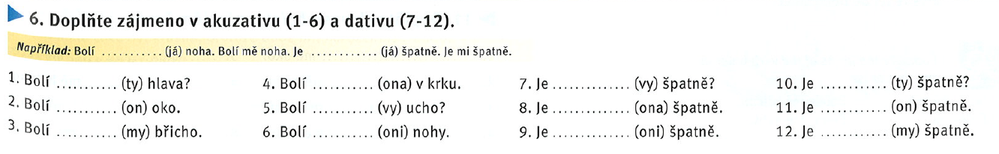 6. Doplňte zájmeno v akuzativu (1-6) a dativu (7-12).
Například: Bolí ............ (já) noha. Bolí mě noha. Je ............. (já) špatně. Je mi špatně.
1. Bolí ........... (ty) hlava?
2. Bolí ........... (on) oko.
3. Bolí ........... (my) břicho.
4. Bolí ........... (ona) v krku.
5. Bolí ........... (vy) ucho?
6. Bolí ........... (oni) nohy.
7. Je .............. (vy) špatně?
8. Je .............. (ona) špatně.
9. Je .............. (oni) špatně.
10. Je ............ (ty) špatně?
11. Je ............ (on) špatně.
12. Je ............ (my) špatně.